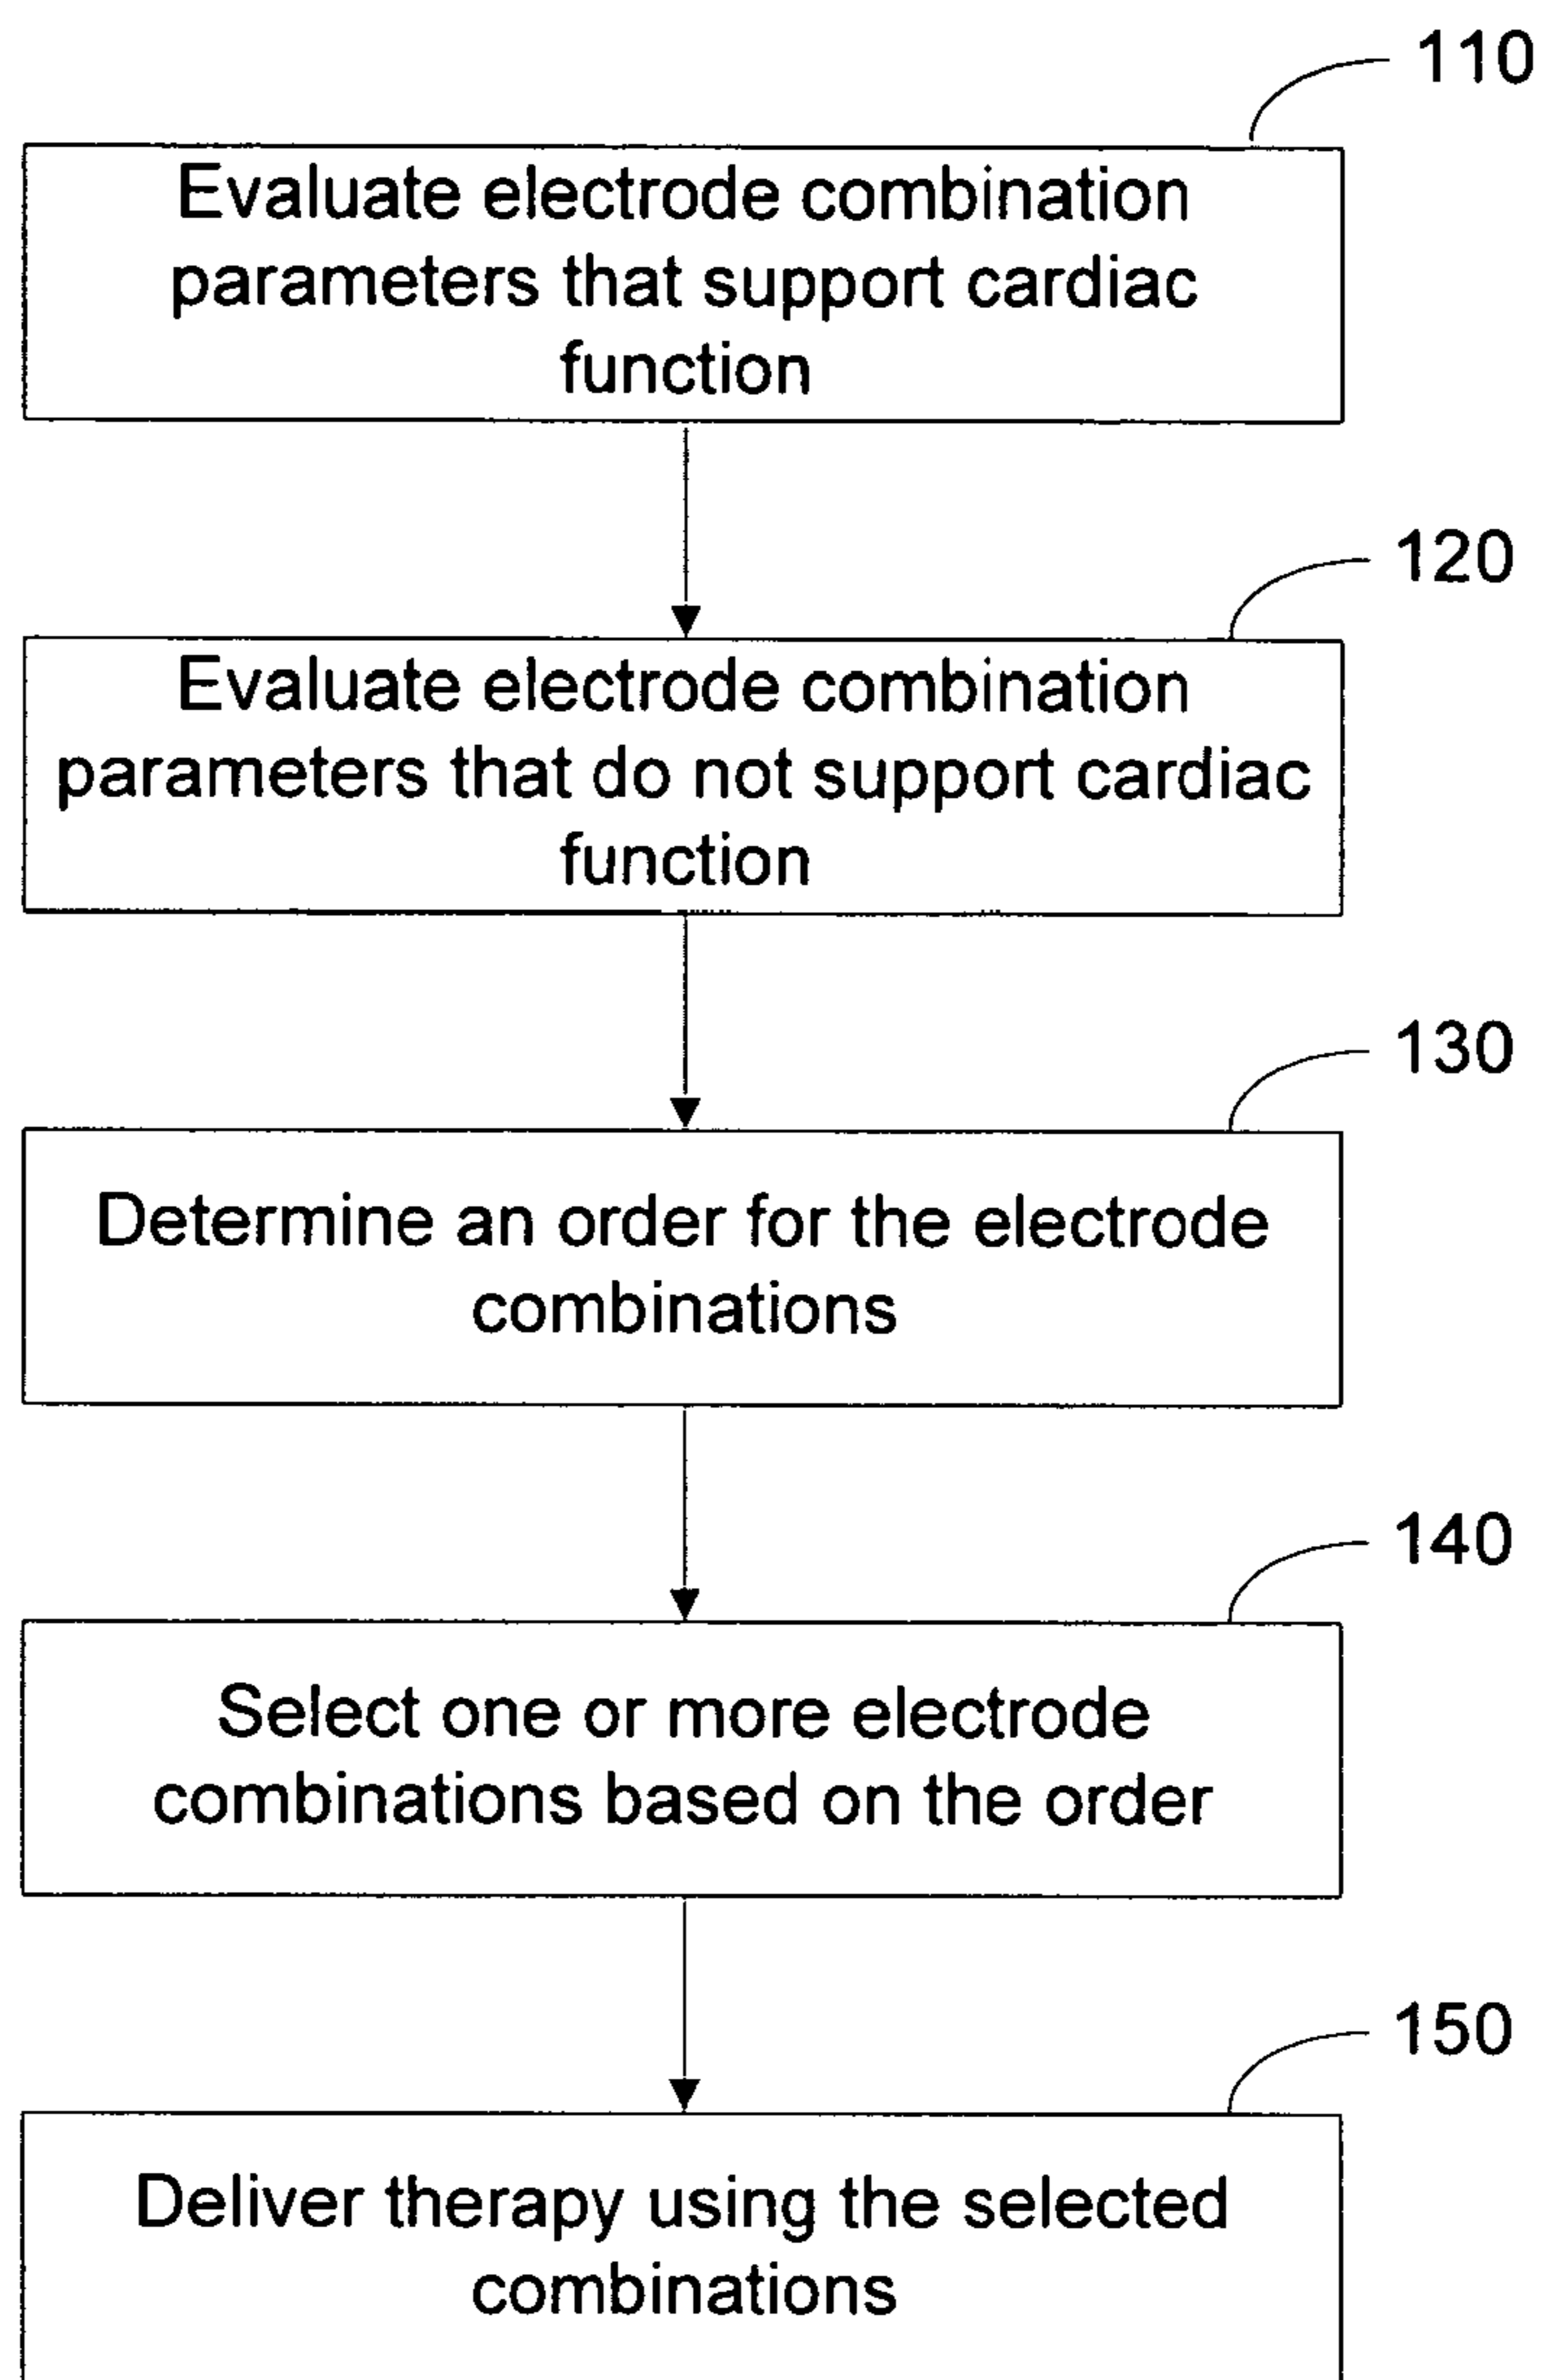 110
Evaluate electrode combination
parameters that support cardiac
function
120
Evaluate electrode combination
parameters that do not support cardiac
function
130
Determine an order for the electrode
combinations
140
Select one or more electrode
combinations based on the order
150
Deliver therapy using the selected
combinations